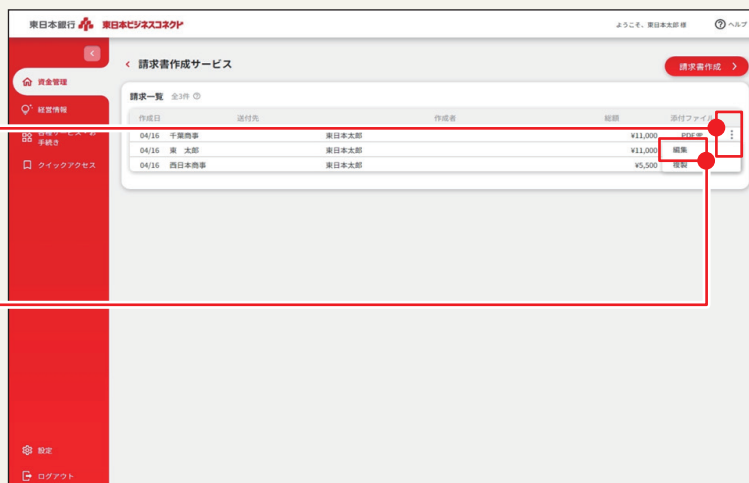 東日本銀行 東日本ビジネスコネクト
ようこそ、東日本太郎 様
ヘルプ
請求書作成サービス
請求書作成
資金管理
経営情報
手続き
クイックアクセス
請求一覧 全3件
作成日 送付先 作成者 総額 添付ファイル
04/16 千葉商事 東日本太郎 ¥11,000
04/16 東 太郎 東日本太郎 ¥11,000 編集
04/16 西日本商事 東日本太郎 ¥5,500 複製
設定
ログアウト